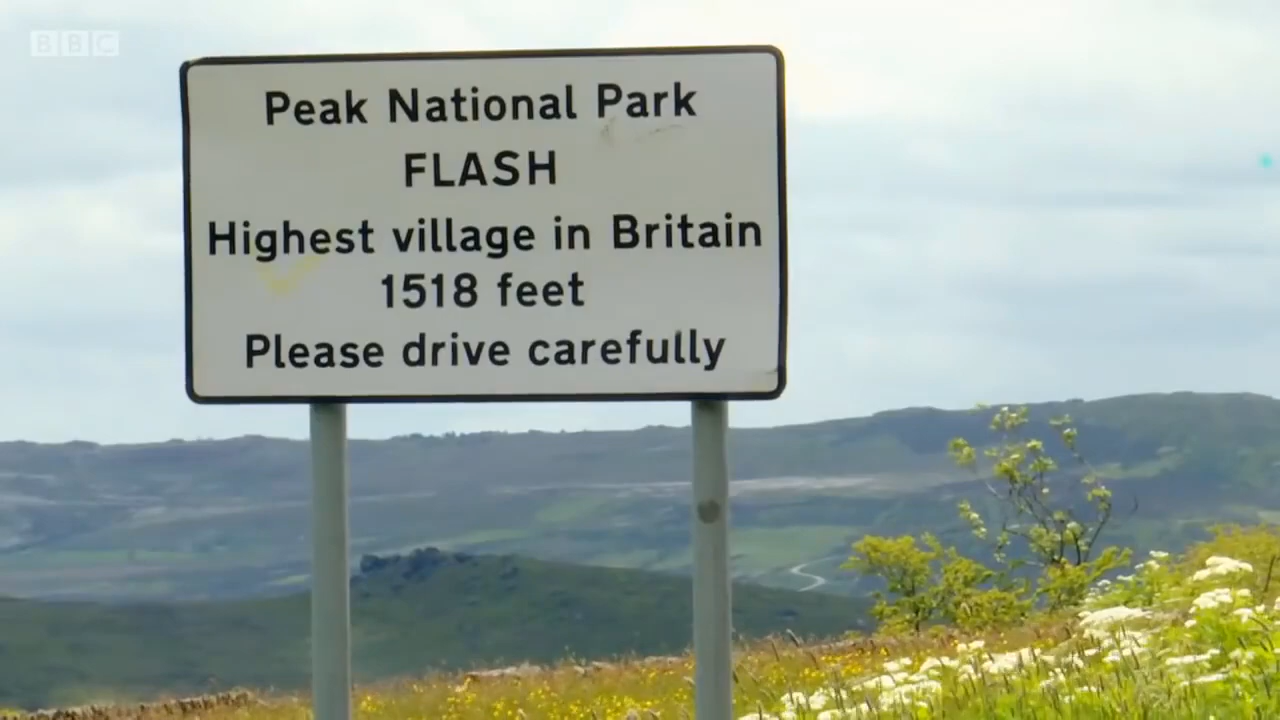 BBC
Peak National Park
FLASH
Highest village in Britain
1518 feet
Please drive carefully